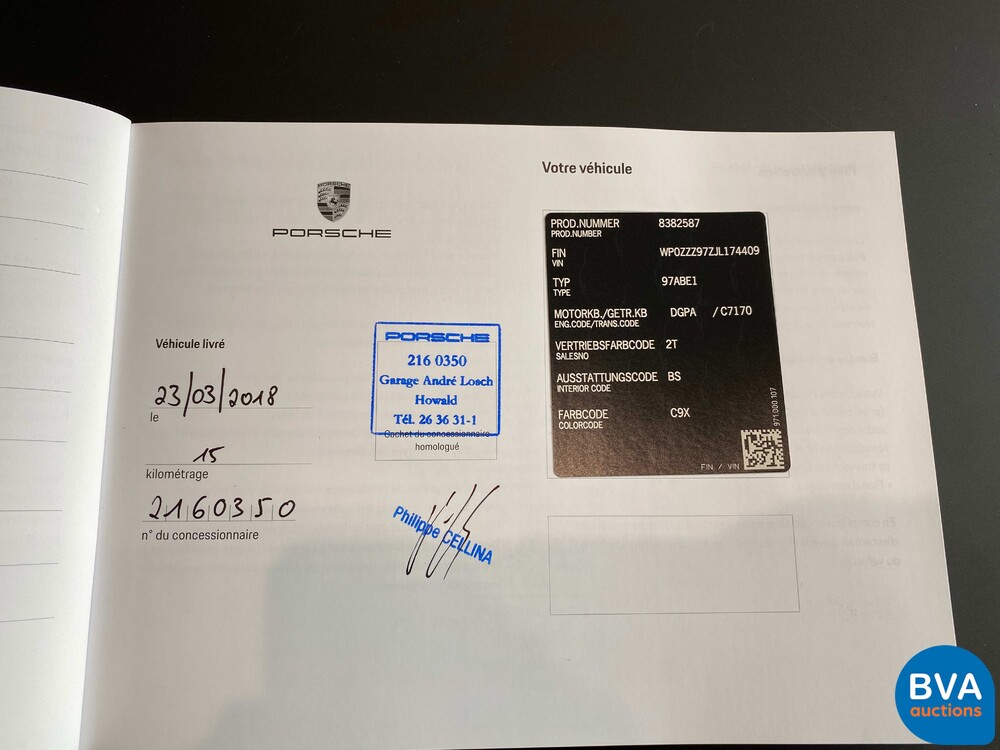 PORSCHE
PORSCHE
Véhicule livré
23/03/2018
le
15
kilométrage
2160350
n° du concessionnaire
PORSCHE
216 0350
Garage André Losch
Howald
Tél. 26 36 31-1
Cachet du concessionnaire
homologué
Philippe CELLINA
Votre véhicule
PROD.NUMMER 8382587
PROD.NUMBER
FIN WP0ZZZ97ZJL174409
VIN
TYP 97ABE1
TYPE
MOTORKB./GETR.KB DGPA /C7170
ENG.CODE/TRANS.CODE
VERTRIEBSFARBCODE 2T
SALESNO
AUSSTATTUNGSCODE BS
INTERIOR CODE
FARBCODE C9X
COLORCODE
971.000.107
FIN / VIN
BVA
auctions